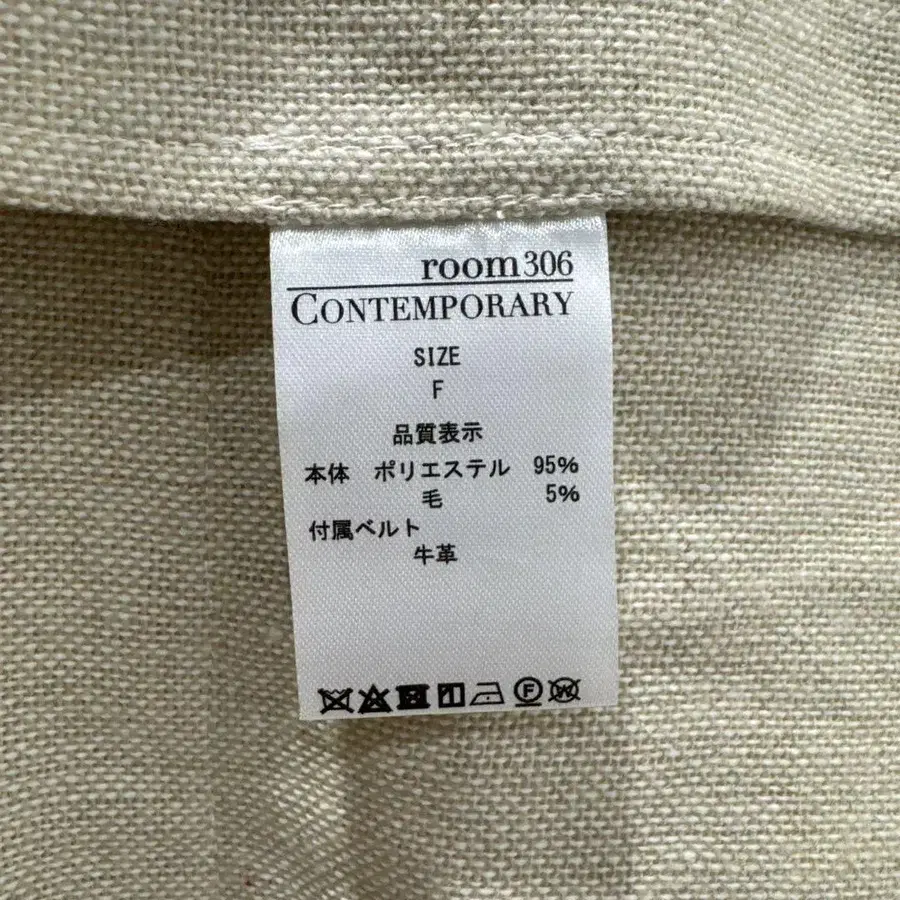 room306
CONTEMPORARY
SIZE
F
品質表示
本体 ポリエステル 95%
毛 5%
付属ベルト
牛革
F W